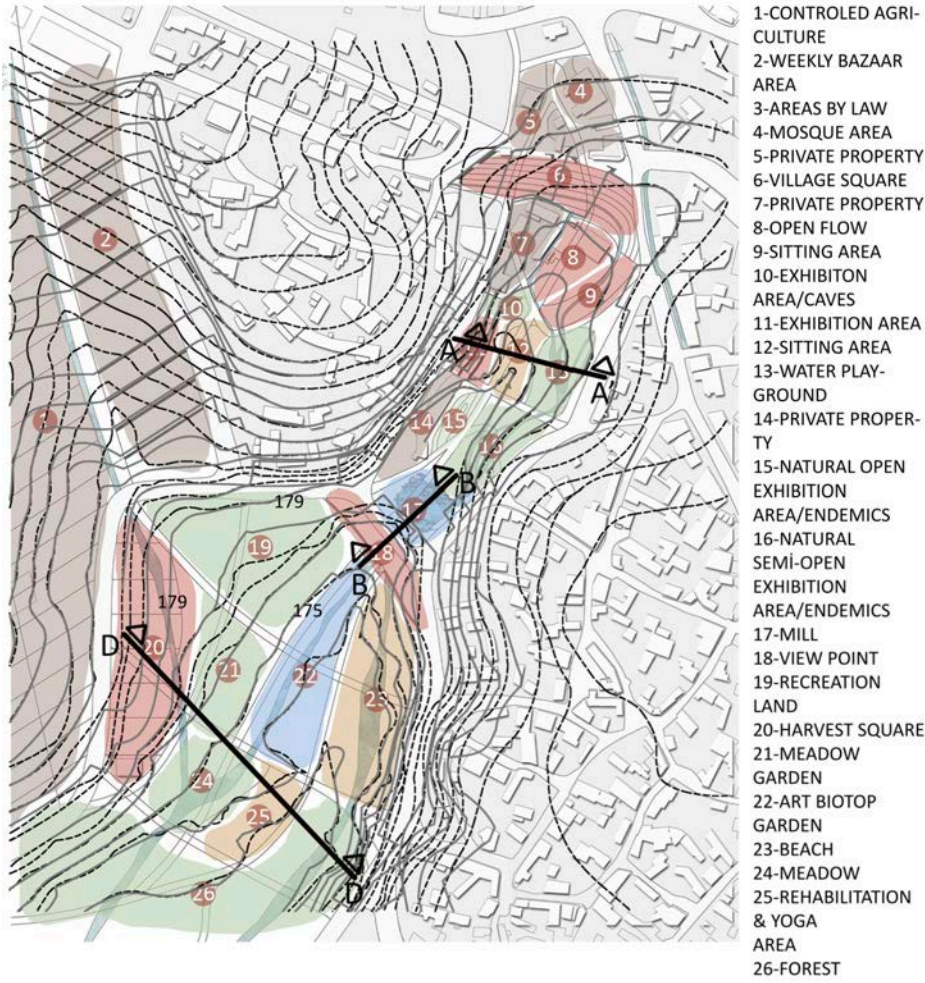 1-CONTROLED AGRI-
CULTURE
2-WEEKLY BAZAAR
AREA
3-AREAS BY LAW
4-MOSQUE AREA
5-PRIVATE PROPERTY
6-VILLAGE SQUARE
7-PRIVATE PROPERTY
8-OPEN FLOW
9-SITTING AREA
10-EXHIBITON
AREA/CAVES
11-EXHIBITION AREA
12-SITTING AREA
13-WATER PLAY-
GROUND
14-PRIVATE PROPER-
TY
15-NATURAL OPEN
EXHIBITION
AREA/ENDEMICS
16-NATURAL
SEMİ-OPEN
EXHIBITION
AREA/ENDEMICS
17-MILL
18-VIEW POINT
19-RECREATION
LAND
20-HARVEST SQUARE
21-MEADOW
GARDEN
22-ART BIOTOP
GARDEN
23-BEACH
24-MEADOW
25-REHABILITATION
& YOGA
AREA
26-FOREST
4
5
6
2
7
8
9
10
A
A
14
15
B
179
19
18
B
179
175
D
20
21
22
23
24
25
D
26